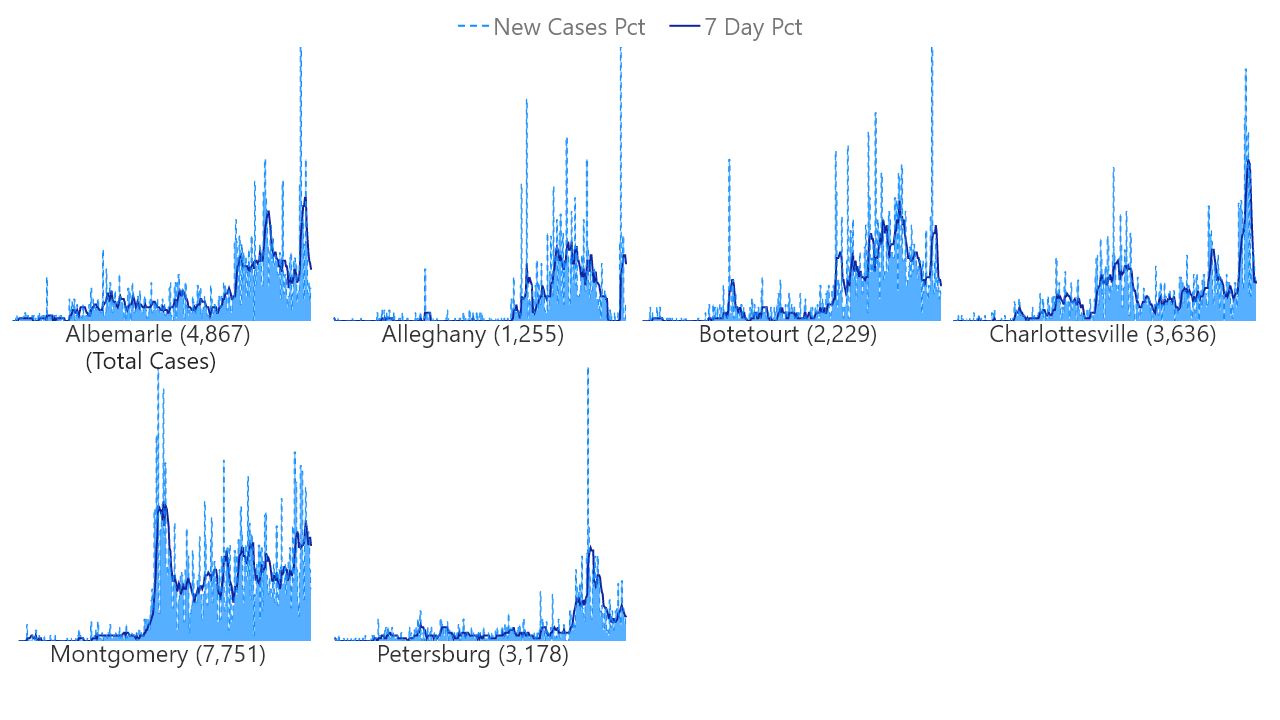 New Cases Pct 7 Day Pct
Albemarle (4,867)
(Total Cases)
Alleghany (1,255)
Botetourt (2,229)
Charlottesville (3,636)
Montgomery (7,751)
Petersburg (3,178)